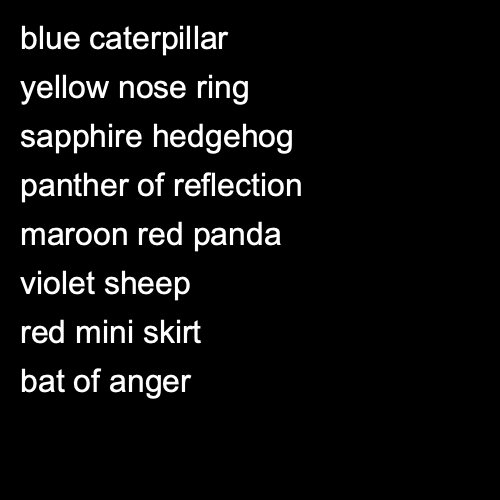 blue caterpillar
yellow nose ring
sapphire hedgehog
panther of reflection
maroon red panda
violet sheep
red mini skirt
bat of anger